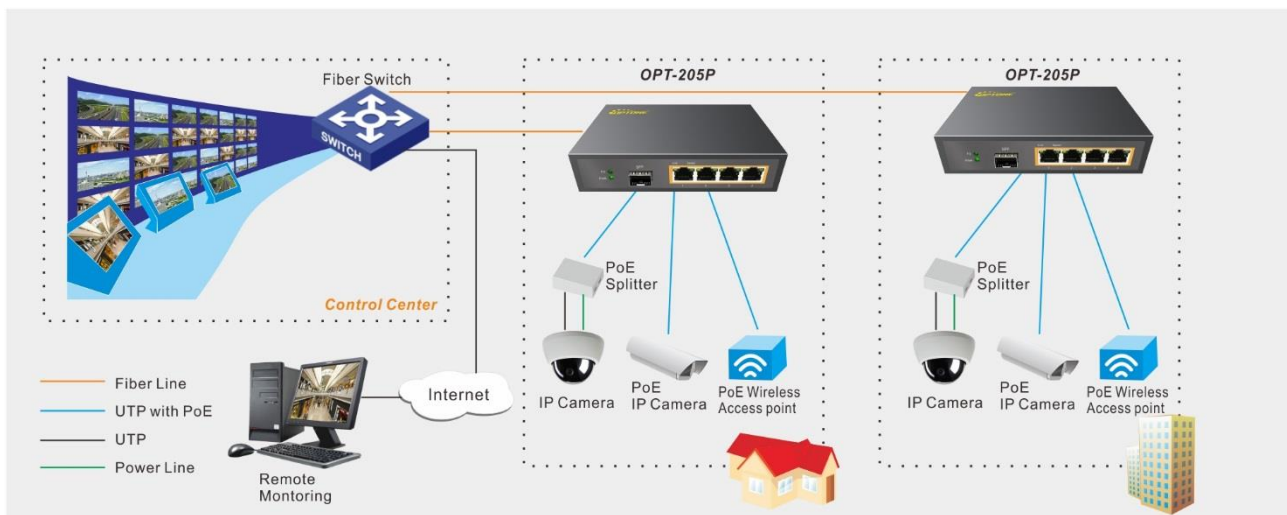 Fiber Switch
SWITCH
Control Center
OPT-205P
OPT-205P
PoE
Splitter
PoE
Splitter
IP Camera
PoE
IP Camera
PoE Wireless
Access point
IP Camera
PoE
IP Camera
PoE Wireless
Access point
Fiber Line
UTP with PoE
UTP
Power Line
Internet
Remote
Montoring